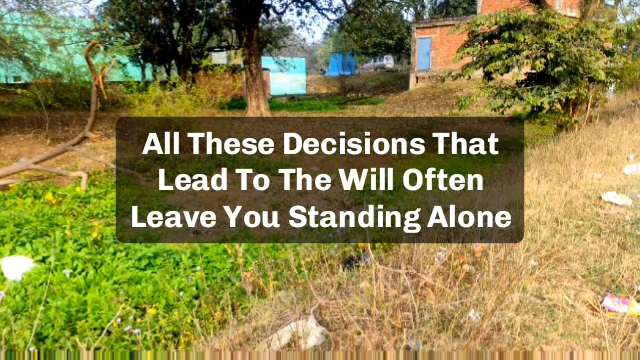 All These Decisions That
Lead To The Will Often
Leave You Standing Alone